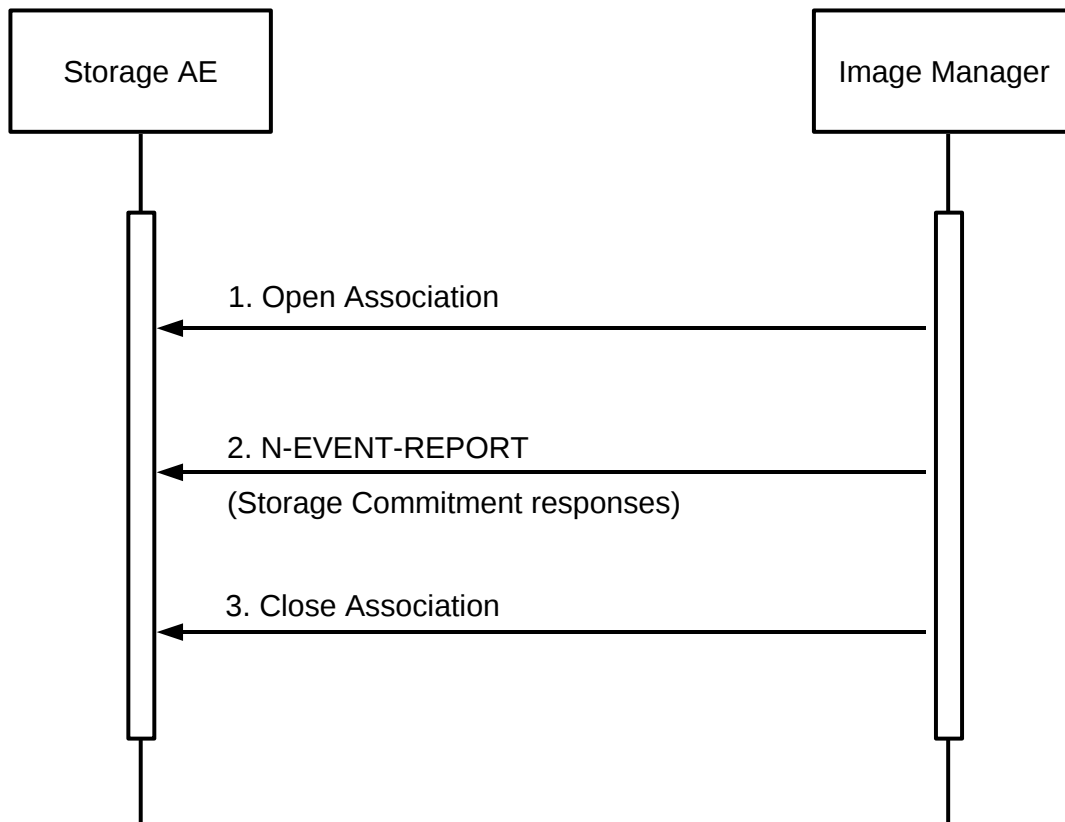 Storage AE
Image Manager
1. Open Association
2. N-EVENT-REPORT
(Storage Commitment responses)
3. Close Association